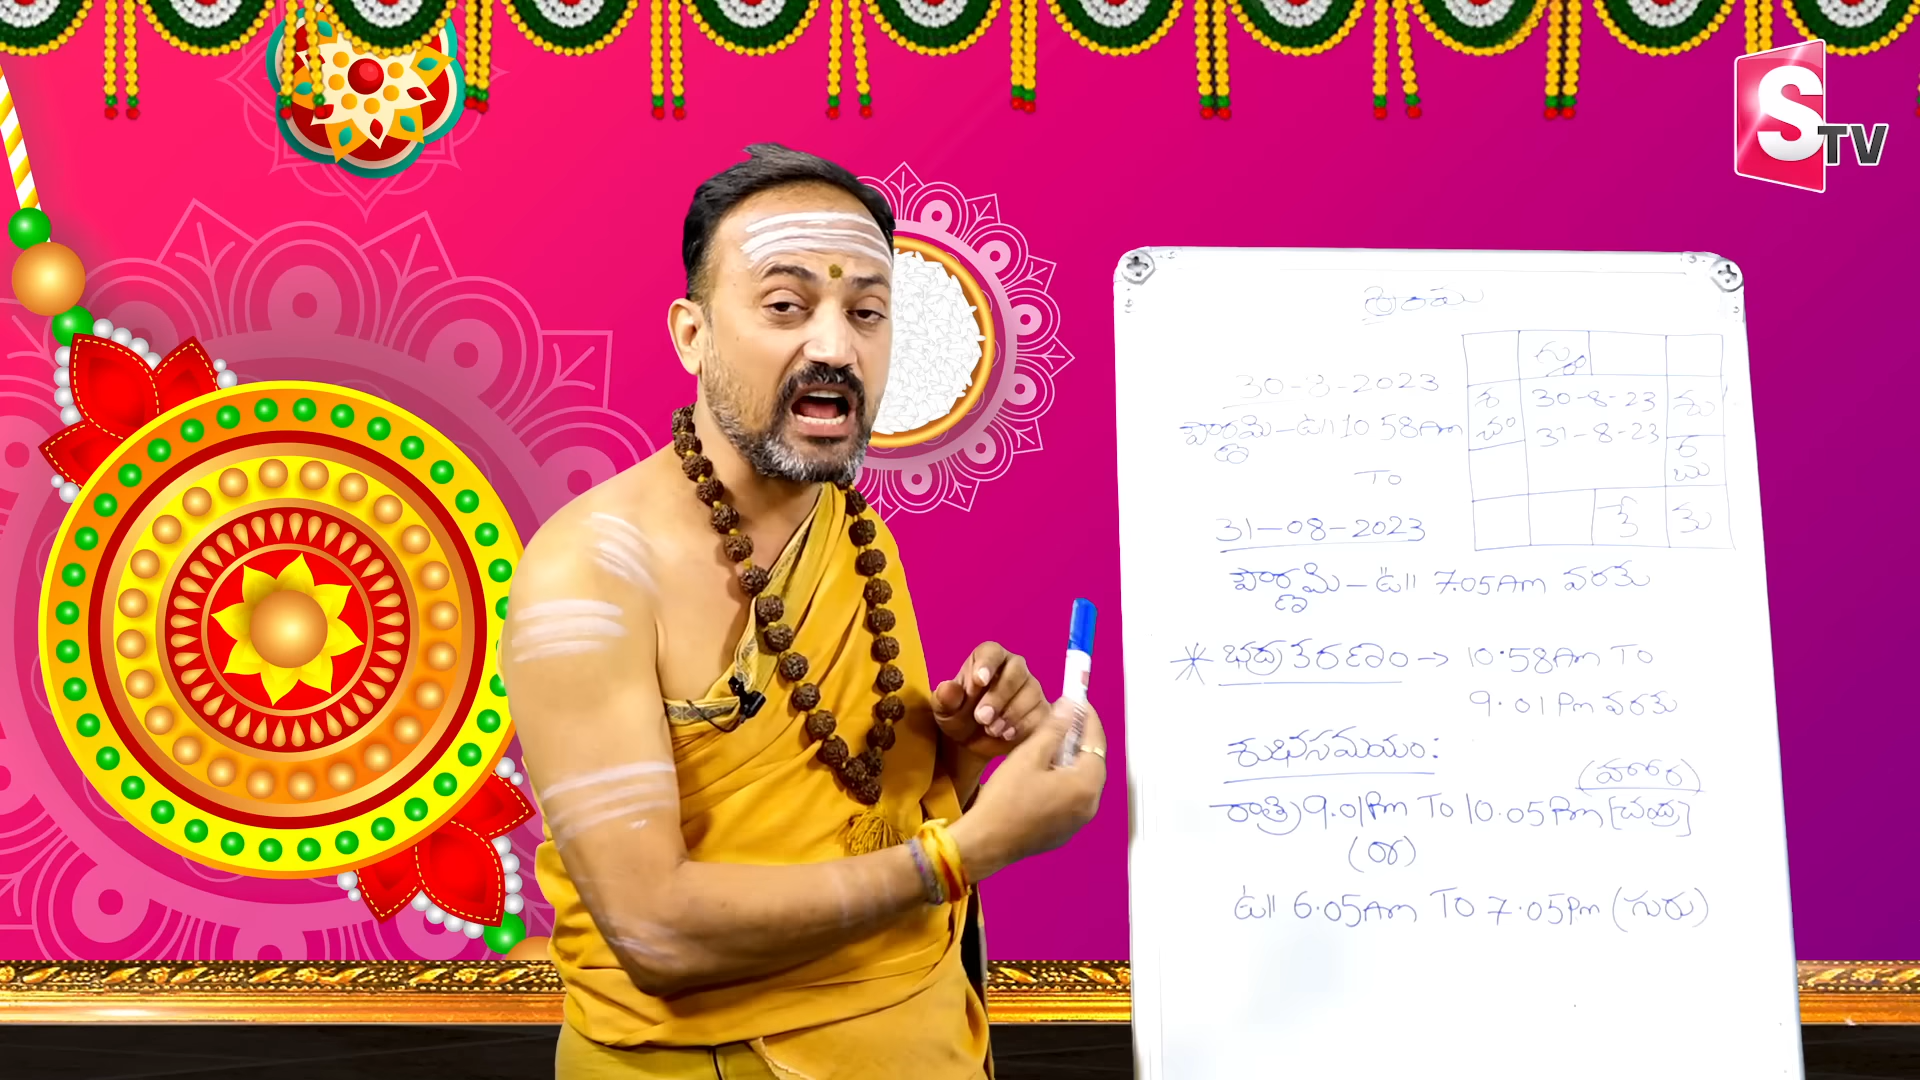 STV
శ్రీరామ
30-8-2023
పౌర్ణమి - ఉ॥ 10 58Am
To
31-08-2023
పౌర్ణమి - ఉ॥ 7.05Am వరకు
గు రా
శ 30-8-23 శు
చం 31-8-23 ర
బు
కే కు
* భద్ర కరణం → 10.58Am To
9.01 Pm వరకు
శుభసమయం:
(హోర)
రాత్రి 9.01Pm To 10.05Pm [చంద్ర]
(లే)
ఉ॥ 6.05Am To 7.05Pm (గురు)